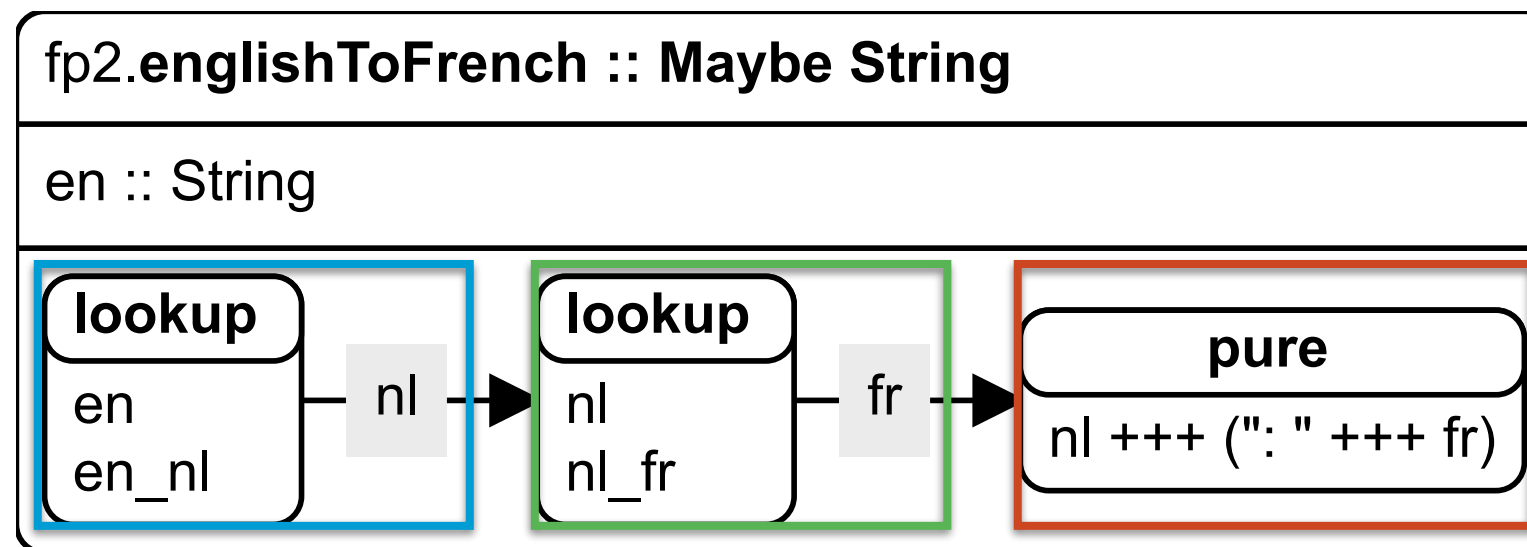 fp2.englishToFrench :: Maybe String
en :: String
lookup
en
en_nl
nl
lookup
nl
nl_fr
fr
pure
nl +++ (": " +++ fr)